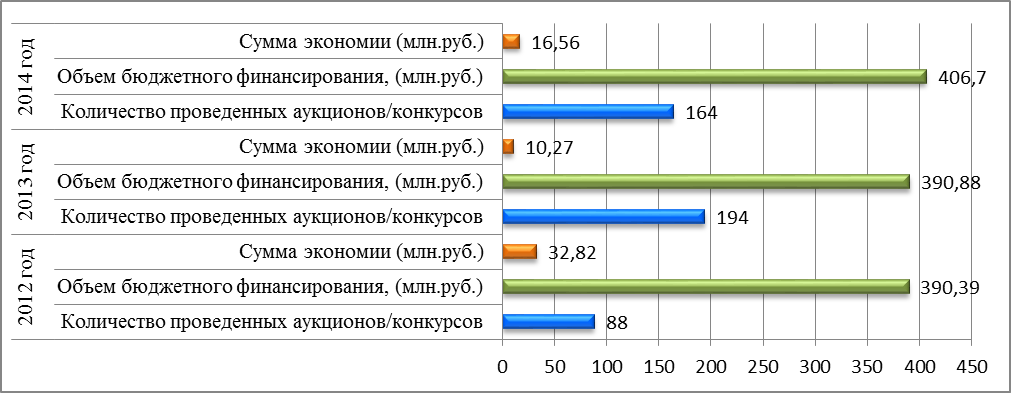 2014 год
Сумма экономии (млн.руб.) 16,56
Объем бюджетного финансирования, (млн.руб.) 406,7
Количество проведенных аукционов/конкурсов 164
2013 год
Сумма экономии (млн.руб.) 10,27
Объем бюджетного финансирования, (млн.руб.) 390,88
Количество проведенных аукционов/конкурсов 194
2012 год
Сумма экономии (млн.руб.) 32,82
Объем бюджетного финансирования, (млн.руб.) 390,39
Количество проведенных аукционов/конкурсов 88
0 50 100 150 200 250 300 350 400 450